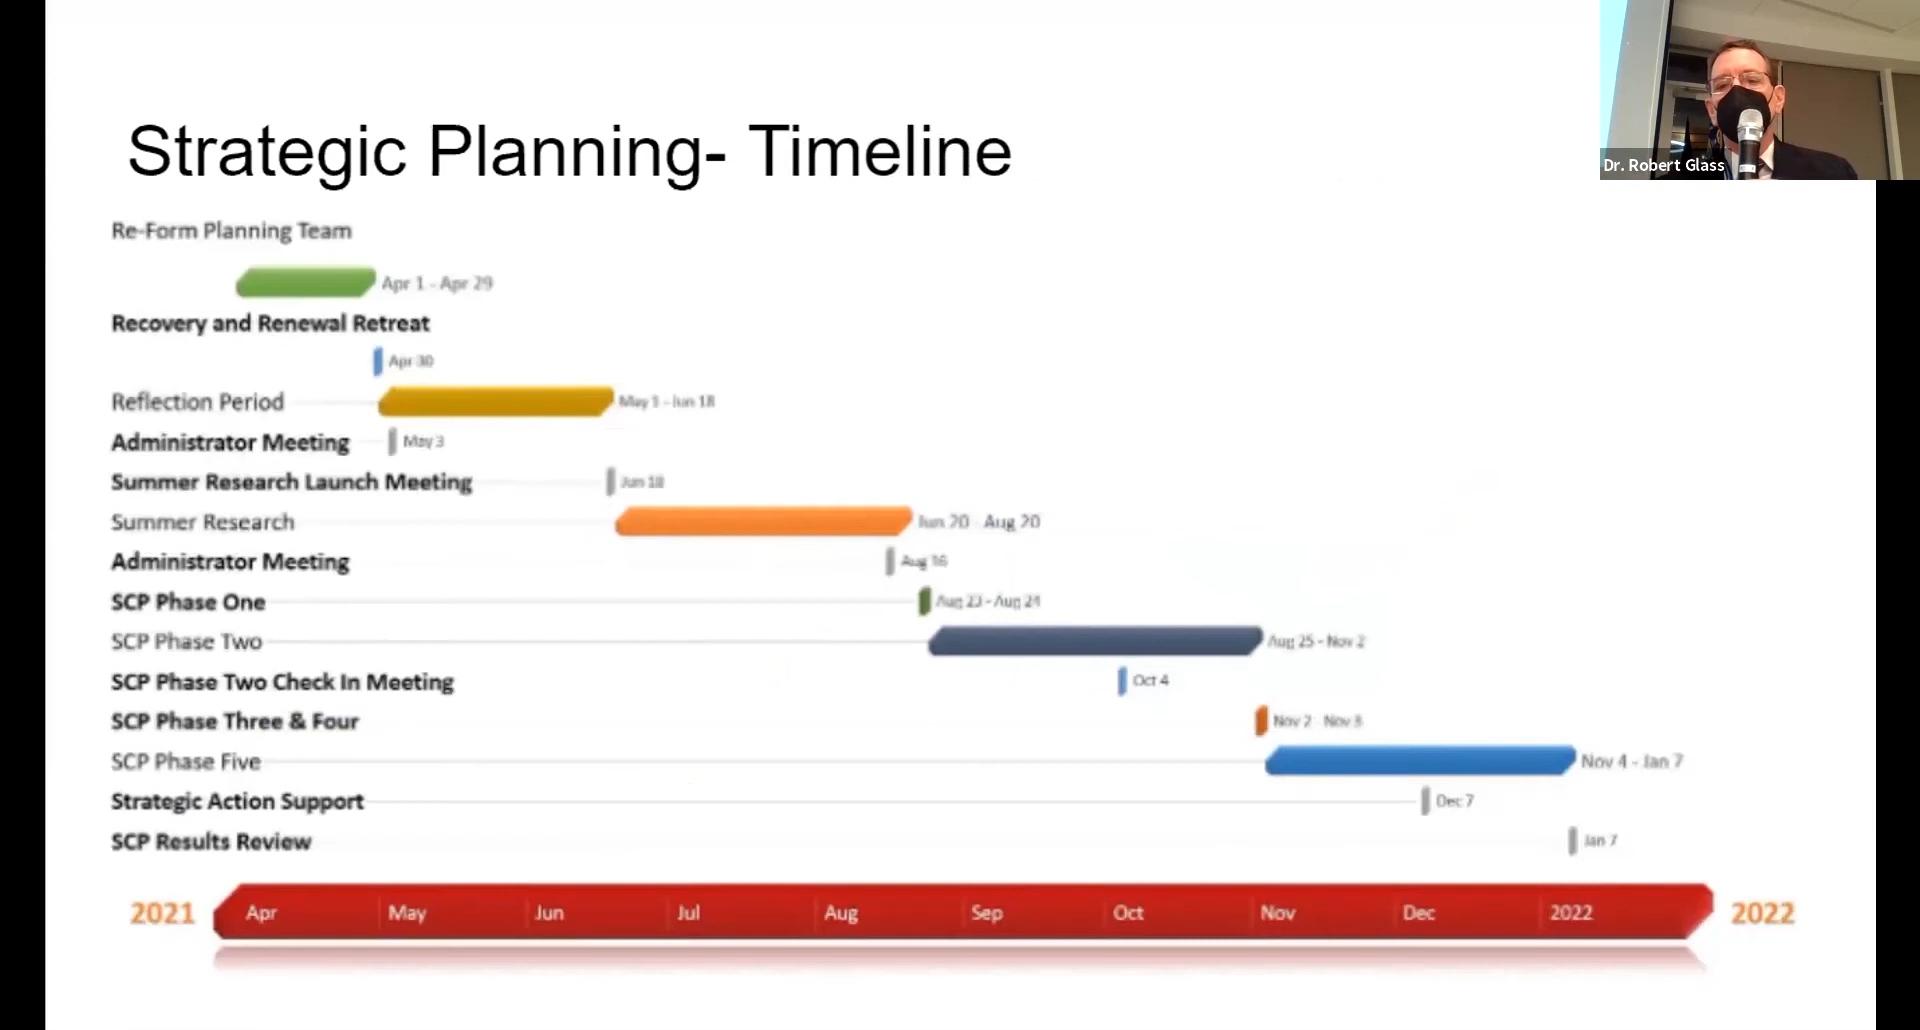 Strategic Planning- Timeline
Dr. Robert Glass
Re-Form Planning Team
Apr 1 - Apr 29
Recovery and Renewal Retreat
Apr 30
Reflection Period May 1 - Jun 18
Administrator Meeting May 3
Summer Research Launch Meeting Jun 18
Summer Research Jun 20 - Aug 20
Administrator Meeting Aug 16
SCP Phase One Aug 23 - Aug 24
SCP Phase Two Aug 25 - Nov 2
SCP Phase Two Check In Meeting Oct 4
SCP Phase Three & Four Nov 2 - Nov 3
SCP Phase Five Nov 4 - Jan 7
Strategic Action Support Dec 7
SCP Results Review Jan 7
2021 Apr May Jun Jul Aug Sep Oct Nov Dec 2022 2022